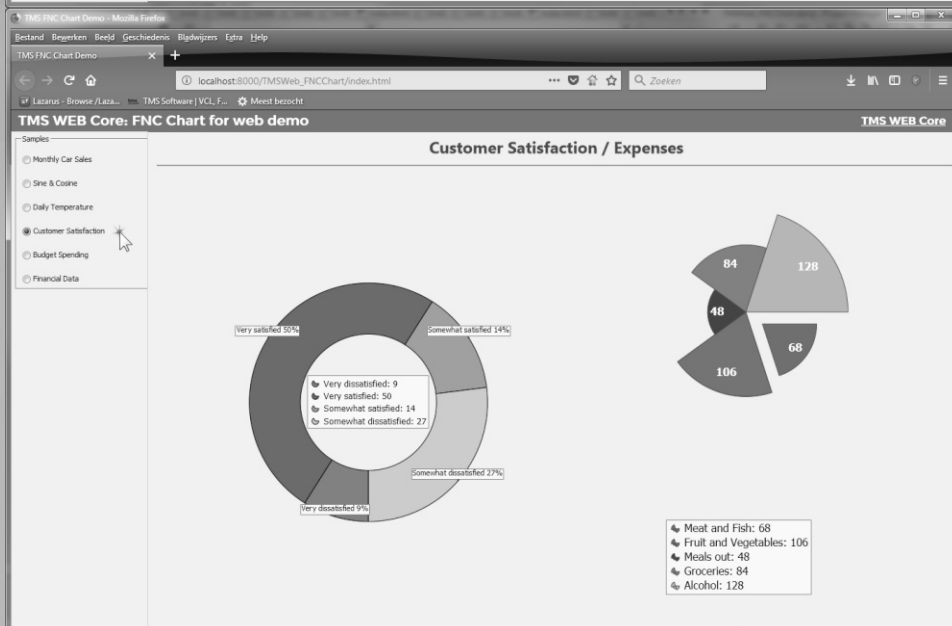 TMS FNC Chart Demo - Mozilla Firefox
Bestand Bewerken Beeld Geschiedenis Bladwijzers Extra Help
TMS FNC Chart Demo
localhost:8000/TMSWeb_FNCChart/index.html
Zoeken
Lazarus - Browse /Laza... TMS Software | VCL, F... Meest bezocht
TMS WEB Core: FNC Chart for web demo
TMS WEB Core
Samples
Monthly Car Sales
Sine & Cosine
Daily Temperature
Customer Satisfaction
Budget Spending
Financial Data
Customer Satisfaction / Expenses
Very satisfied 50%
Somewhat satisfied 14%
Very dissatisfied: 9
Very satisfied: 50
Somewhat satisfied: 14
Somewhat dissatisfied: 27
Somewhat dissatisfied 27%
Very dissatisfied 9%
84
128
48
68
106
Meat and Fish: 68
Fruit and Vegetables: 106
Meals out: 48
Groceries: 84
Alcohol: 128